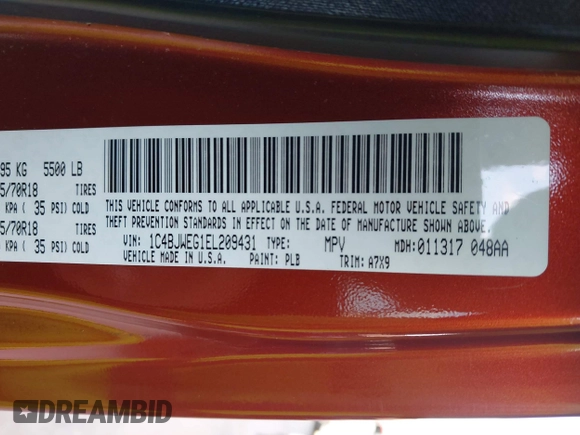 95 KG 5500 LB
5/70R18 TIRES
KPA ( 35 PSI) COLD
5/70R18 TIRES
KPA ( 35 PSI) COLD
THIS VEHICLE CONFORMS TO ALL APPLICABLE U.S.A. FEDERAL MOTOR VEHICLE SAFETY AND
THEFT PREVENTION STANDARDS IN EFFECT ON THE DATE OF MANUFACTURE SHOWN ABOVE.
VIN: 1C4BJWEG1EL209431 TYPE: MPV MDH: 011317 048AA
VEHICLE MADE IN U.S.A. PAINT: PLB TRIM: A7X9
DREAMBID